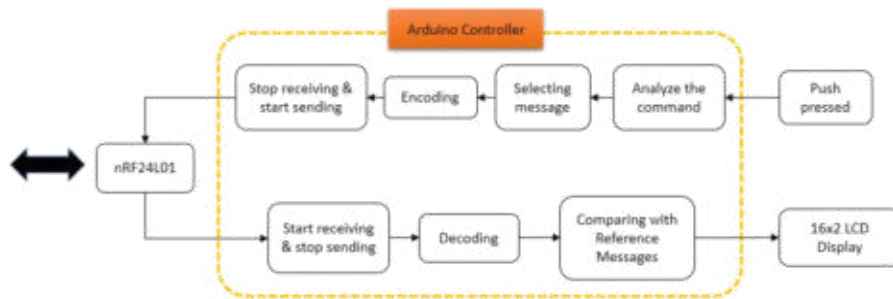 Arduino Controller
Stop receiving &
start sending
Encoding
Selecting
message
Analyze the
command
Push
pressed
nRF24L01
Start receiving
& stop sending
Decoding
Comparing with
Reference
Messages
16x2 LCD
Display